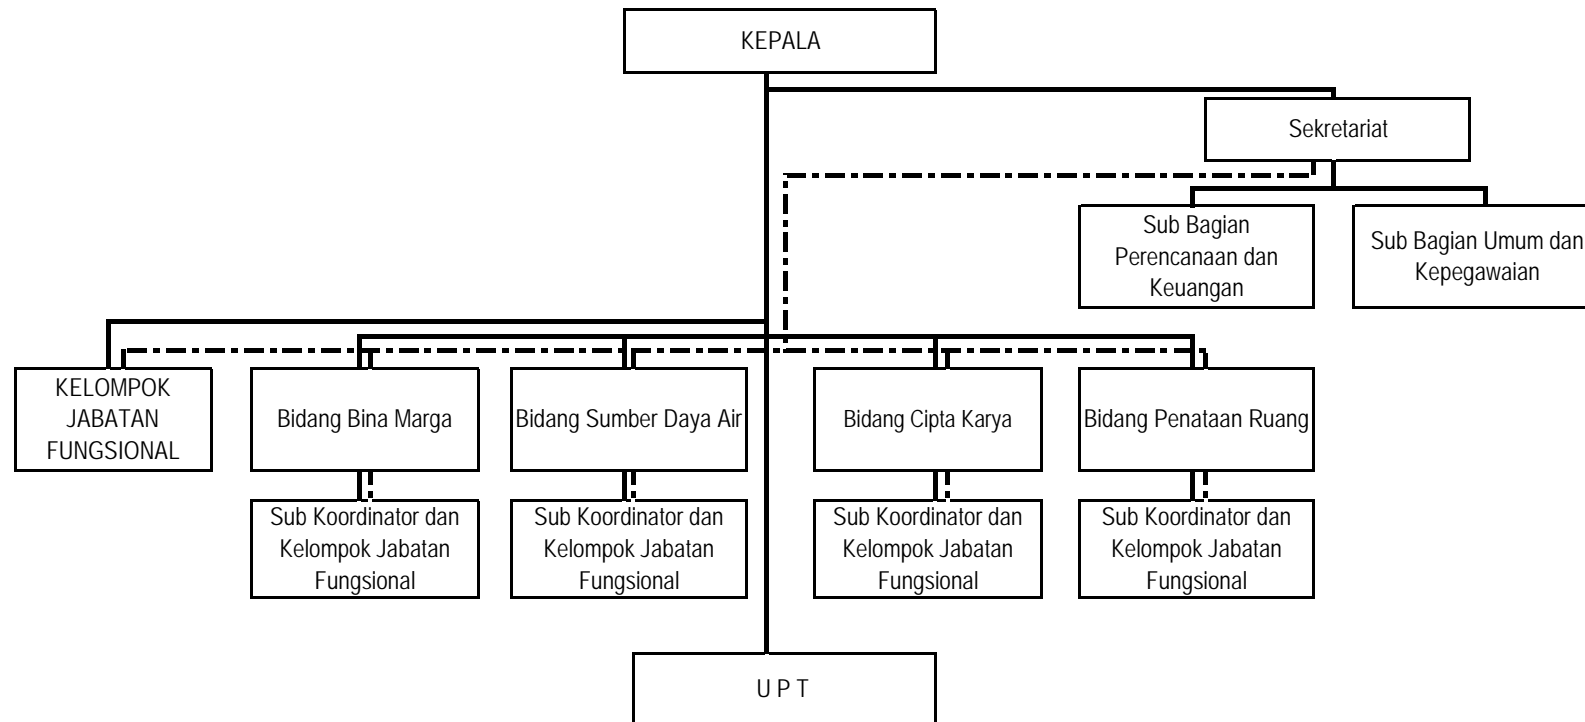 KEPALA
Sekretariat
Sub Bagian
Perencanaan dan
Keuangan
Sub Bagian Umum dan
Kepegawaian
KELOMPOK
JABATAN
FUNGSIONAL
Bidang Bina Marga
Bidang Sumber Daya Air
Bidang Cipta Karya
Bidang Penataan Ruang
Sub Koordinator dan
Kelompok Jabatan
Fungsional
Sub Koordinator dan
Kelompok Jabatan
Fungsional
Sub Koordinator dan
Kelompok Jabatan
Fungsional
Sub Koordinator dan
Kelompok Jabatan
Fungsional
U P T